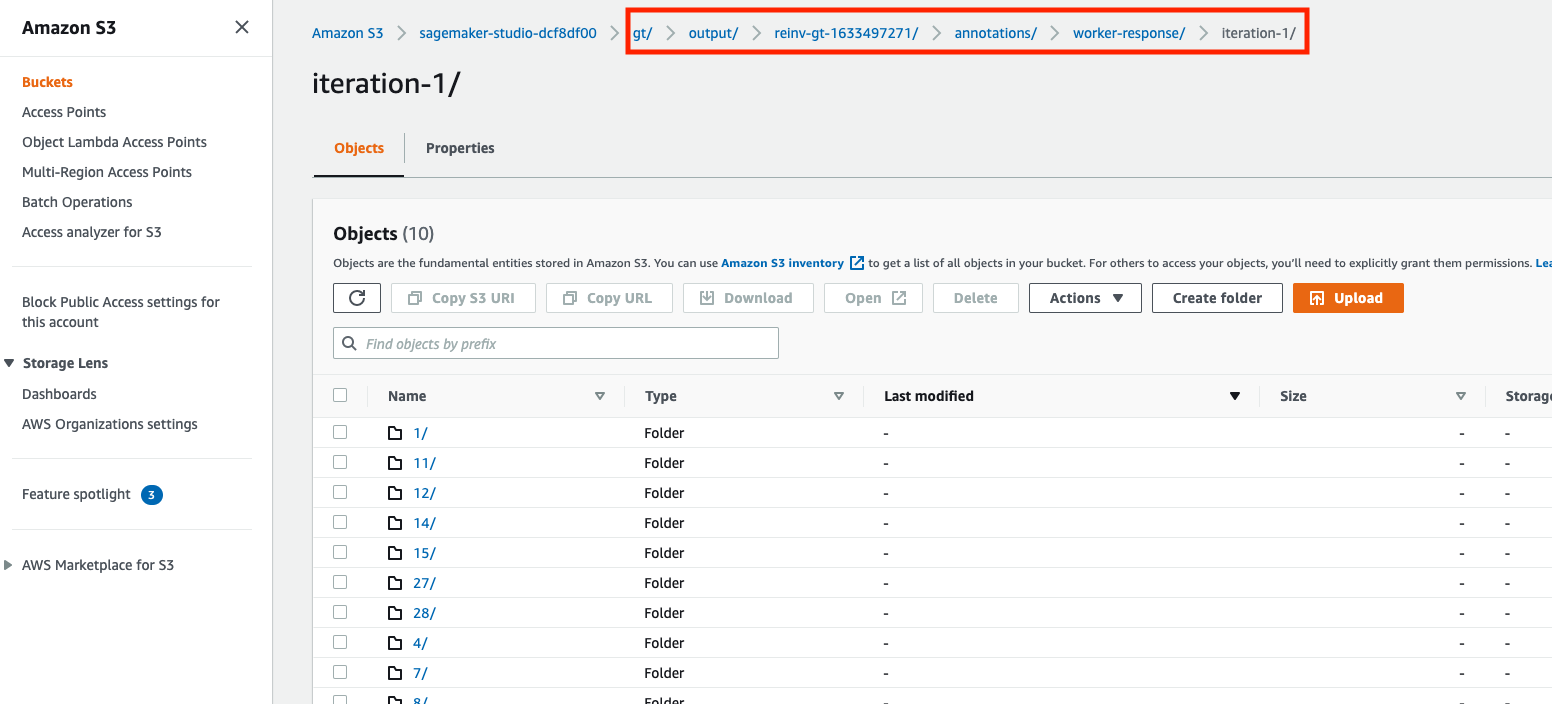 Amazon S3
Buckets
Access Points
Object Lambda Access Points
Multi-Region Access Points
Batch Operations
Access analyzer for S3
Block Public Access settings for
this account
Storage Lens
Dashboards
AWS Organizations settings
Feature spotlight 3
AWS Marketplace for S3
Amazon S3 > sagemaker-studio-dcf8df00 > gt/ > output/ > reinv-gt-1633497271/ > annotations/ > worker-response/ > iteration-1/
iteration-1/
Objects Properties
Objects (10)
Objects are the fundamental entities stored in Amazon S3. You can use Amazon S3 inventory to get a list of all objects in your bucket. For others to access your objects, you'll need to explicitly grant them permissions.
Copy S3 URI Copy URL Download Open Delete Actions Create folder Upload
Find objects by prefix
Name Type Last modified Size
1/ Folder - - -
11/ Folder - - -
12/ Folder - - -
14/ Folder - - -
15/ Folder - - -
27/ Folder - - -
28/ Folder - - -
4/ Folder - - -
7/ Folder - - -
8/ Folder - - -